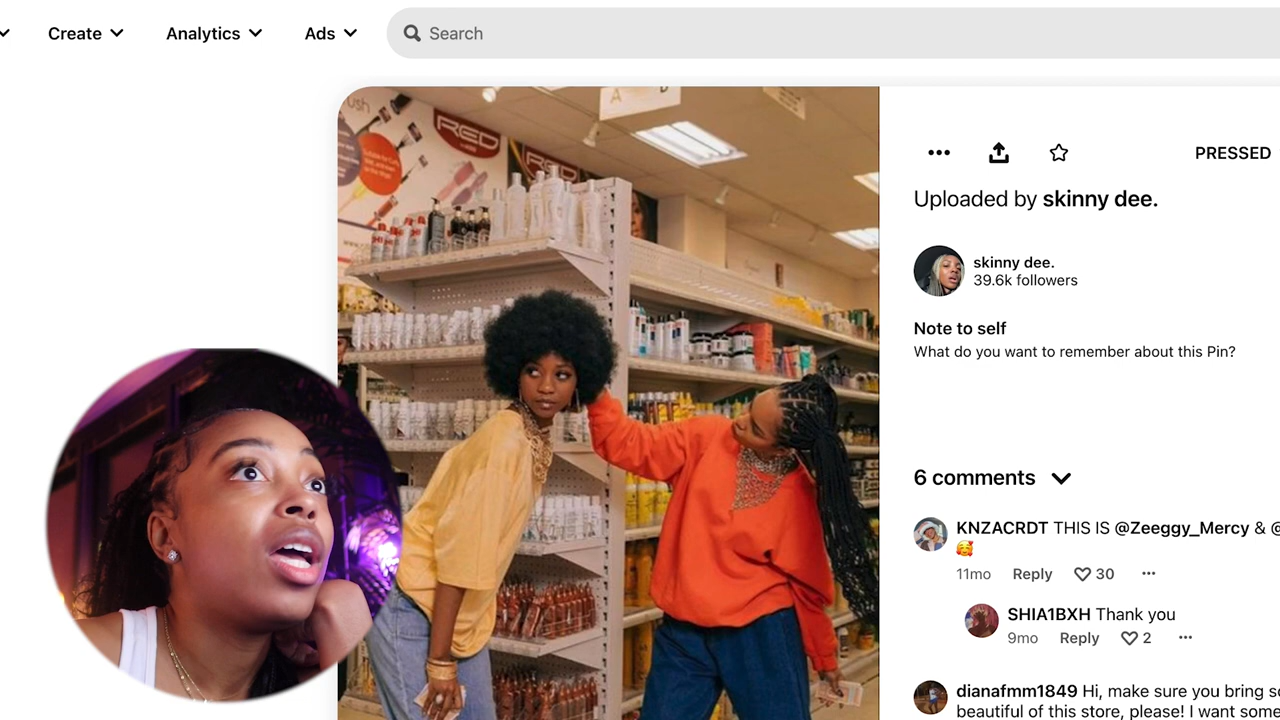 Create
Analytics
Ads
Search
A
RED
RED
PRESSED
Uploaded by skinny dee.
skinny dee.
39.6k followers
Note to self
What do you want to remember about this Pin?
6 comments
KNZACRDT THIS IS @Zeeggy_Mercy & @
🥰
11mo Reply 30
SHIA1BXH Thank you
9mo Reply 2
dianafmm1849 Hi, make sure you bring
beautiful of this store, please! I want some